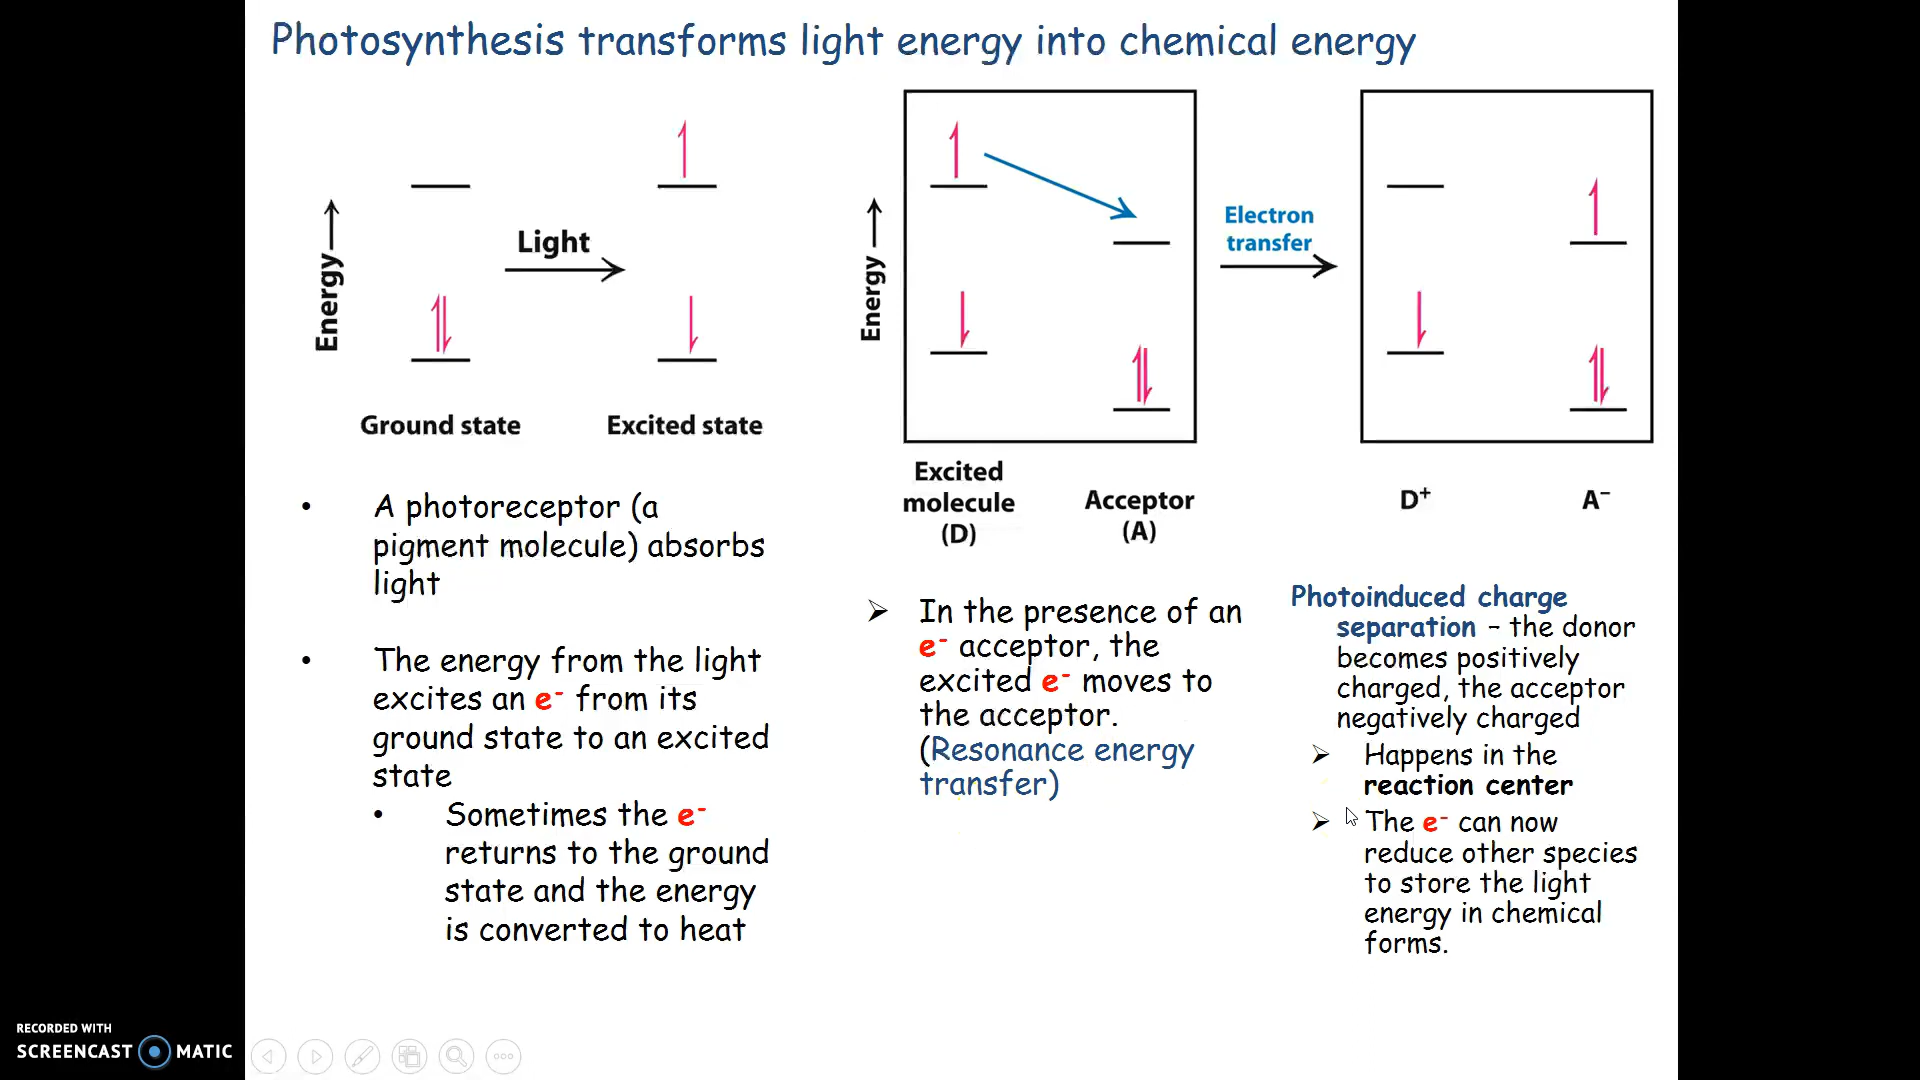 Photosynthesis transforms light energy into chemical energy
Energy
Light
Ground state
Excited state
• A photoreceptor (a
pigment molecule) absorbs
light
• The energy from the light
excites an e⁻ from its
ground state to an excited
state
• Sometimes the e⁻
returns to the ground
state and the energy
is converted to heat
Energy
Excited
molecule
(D)
Acceptor
(A)
Electron
transfer
D⁺
A⁻
➢ In the presence of an
e⁻ acceptor, the
excited e⁻ moves to
the acceptor.
(Resonance energy
transfer)
Photoinduced charge
separation – the donor
becomes positively
charged, the acceptor
negatively charged
➢ Happens in the
reaction center
➢ The e⁻ can now
reduce other species
to store the light
energy in chemical
forms.
RECORDED WITH
SCREENCAST MATIC